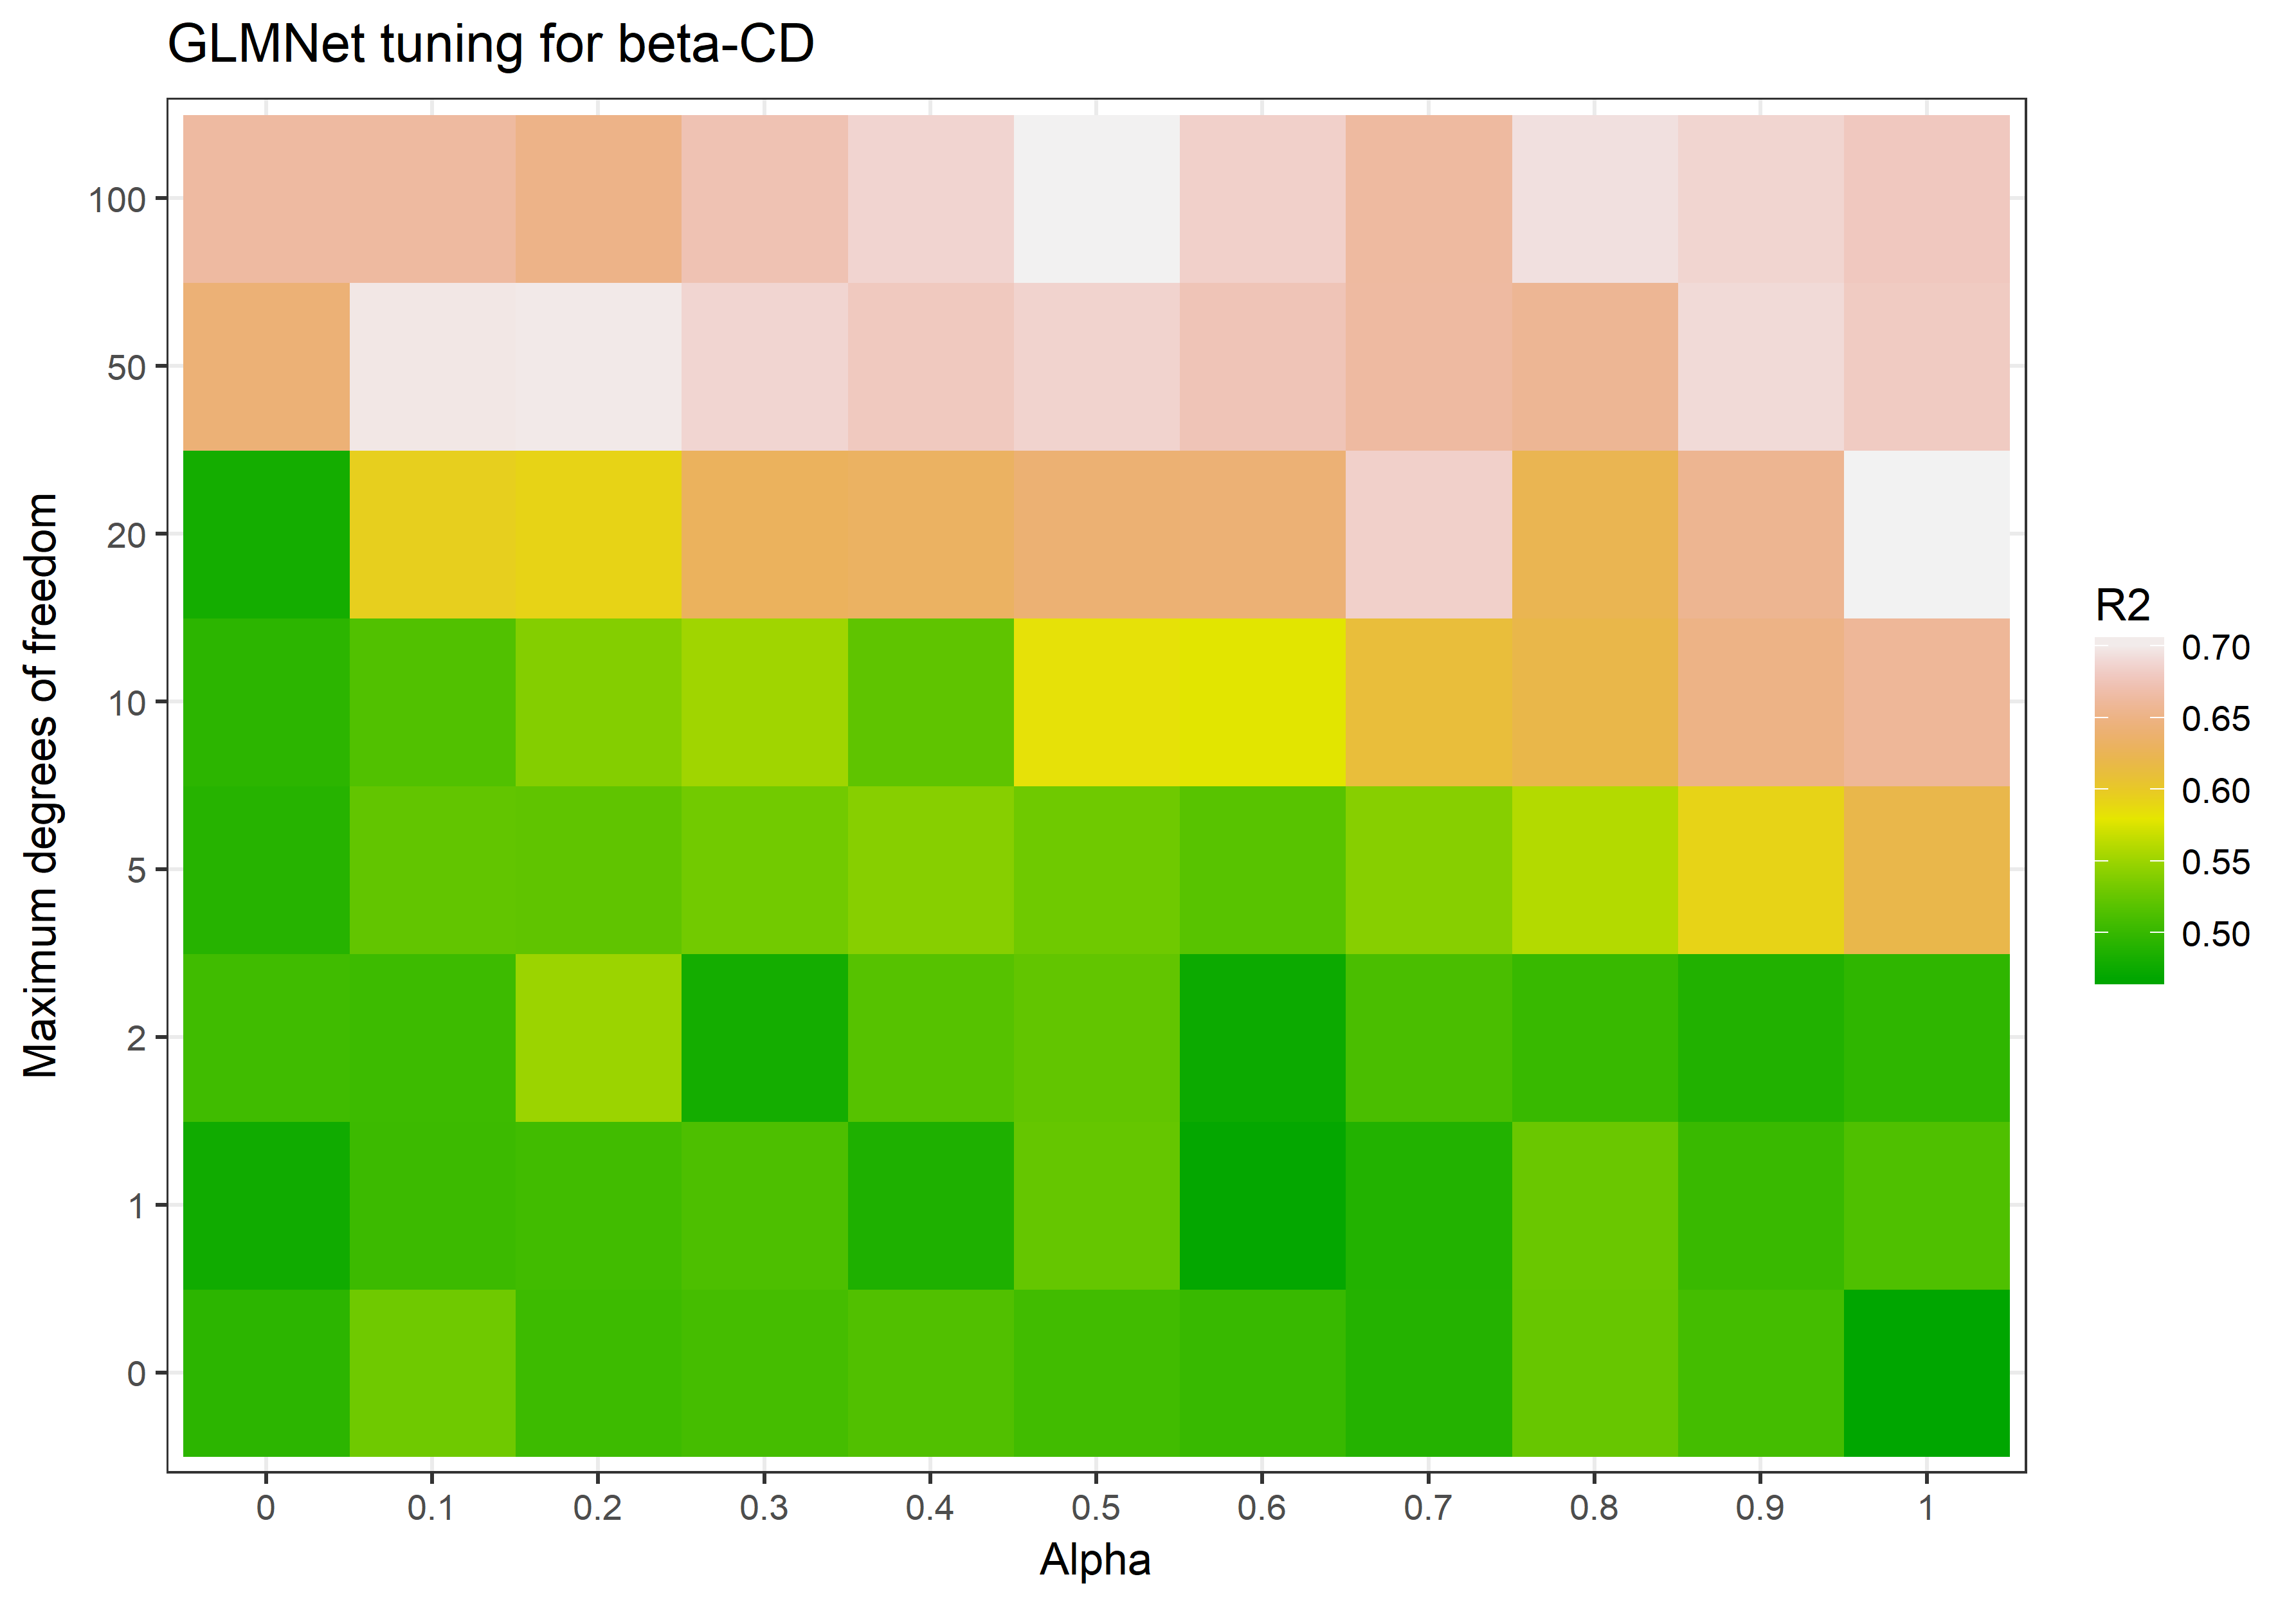 GLMNet tuning for beta-CD
Maximum degrees of freedom
100
50
20
10
5
2
1
0
0 0.1 0.2 0.3 0.4 0.5 0.6 0.7 0.8 0.9 1
Alpha
R2
0.70
0.65
0.60
0.55
0.50